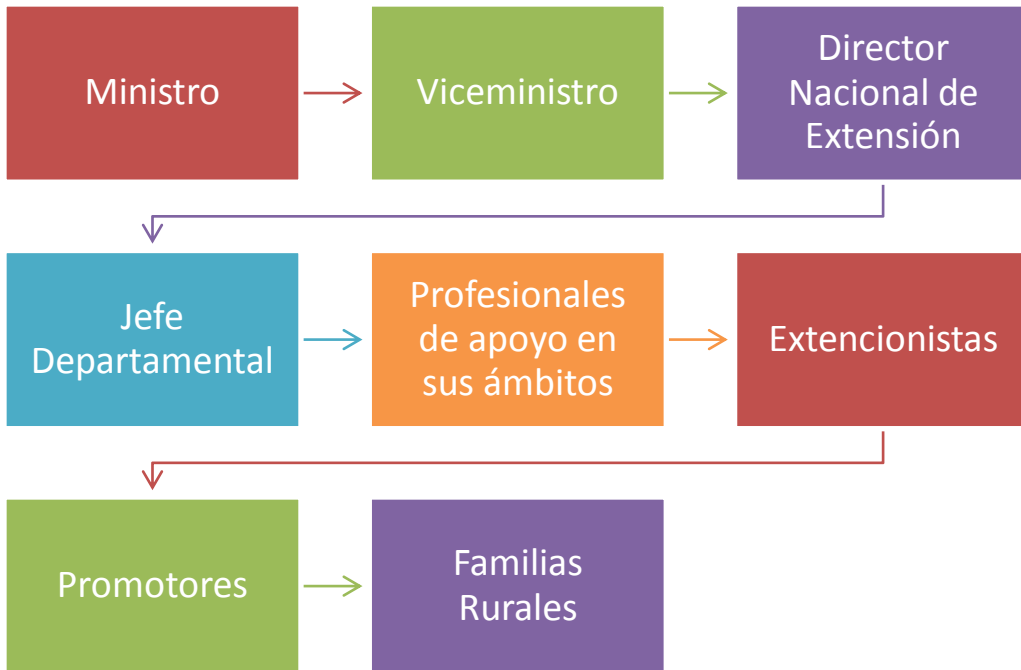 Ministro
Viceministro
Director
Nacional de
Extensión
Jefe
Departamental
Profesionales
de apoyo en
sus ámbitos
Extencionistas
Promotores
Familias
Rurales